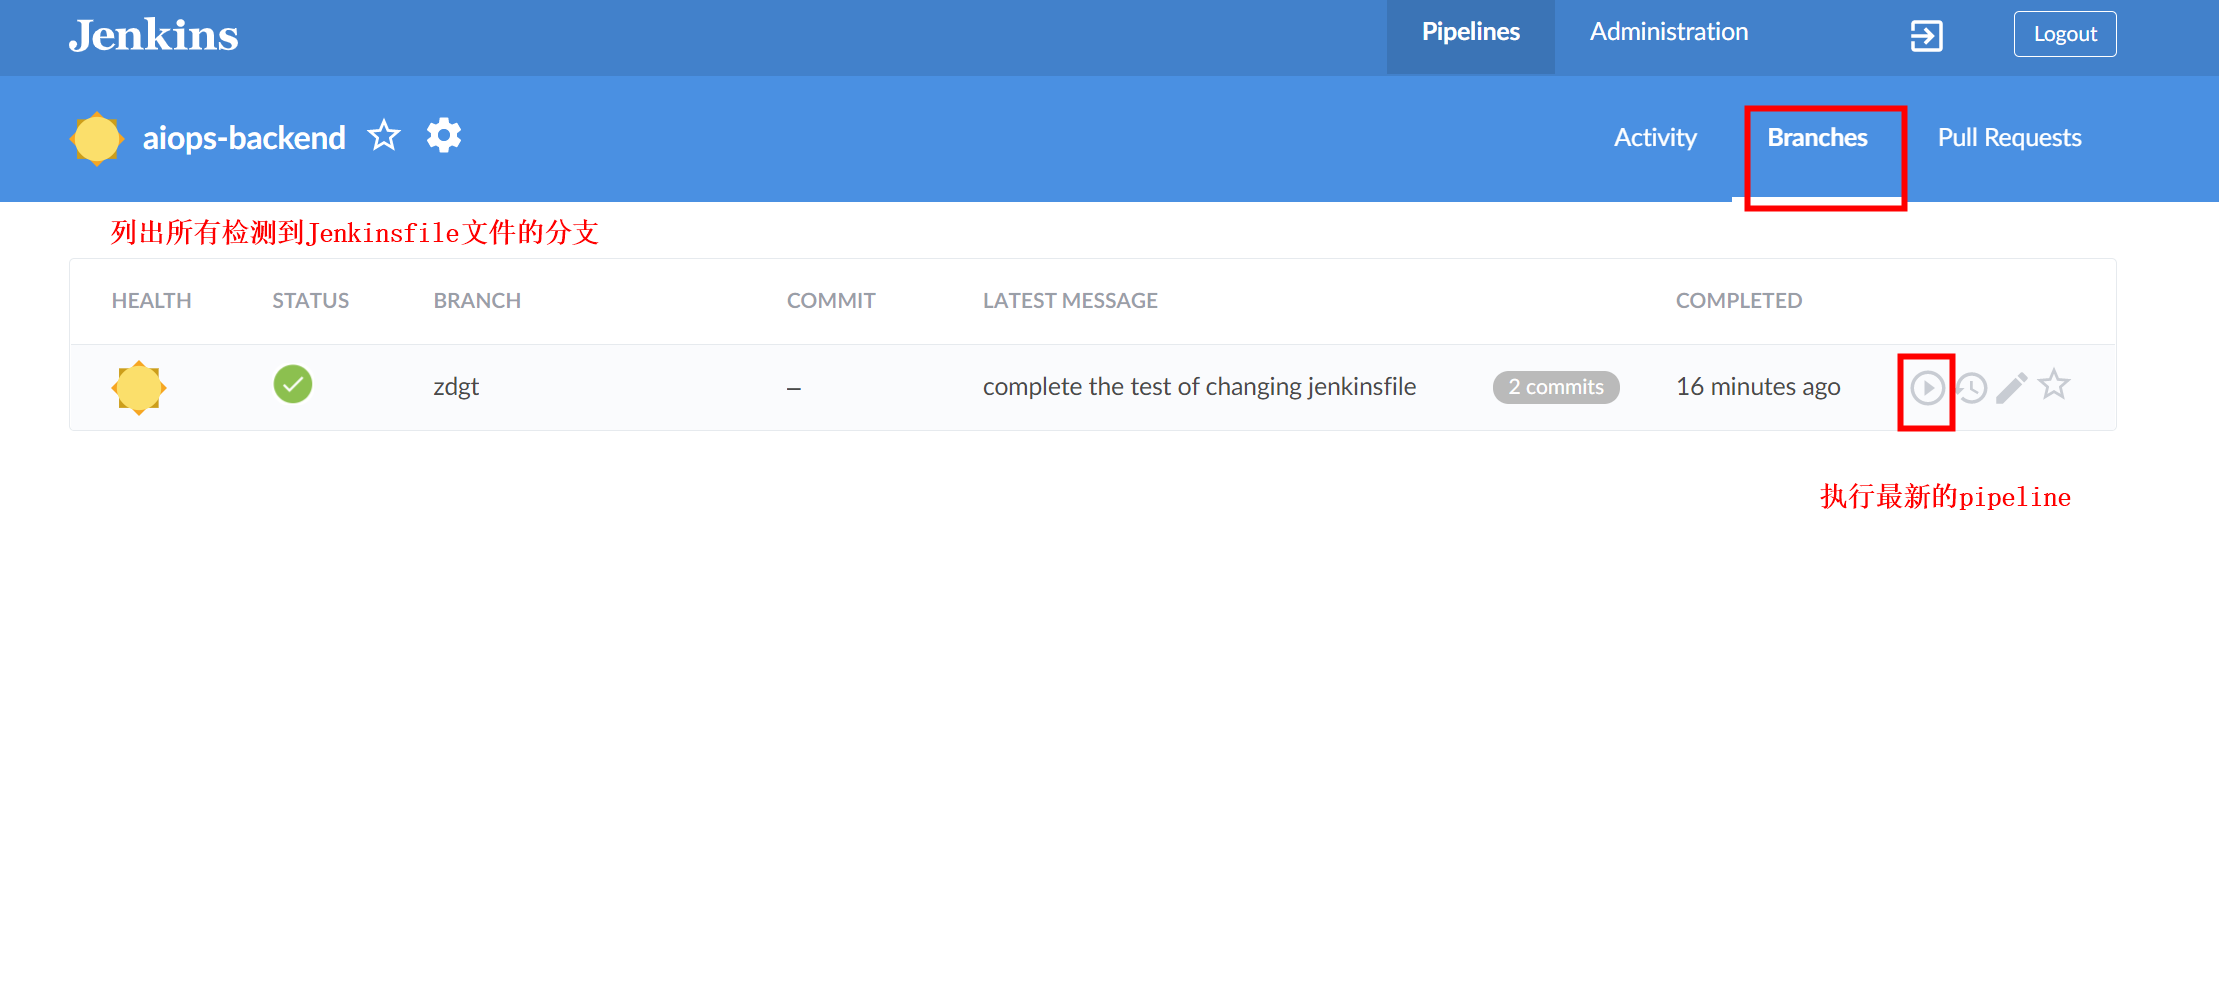 Jenkins Pipelines Administration Logout
aiops-backend Activity Branches Pull Requests
列出所有检测到Jenkinsfile文件的分支
HEALTH STATUS BRANCH COMMIT LATEST MESSAGE COMPLETED
zdgt – complete the test of changing jenkinsfile 2 commits 16 minutes ago
执行最新的pipeline